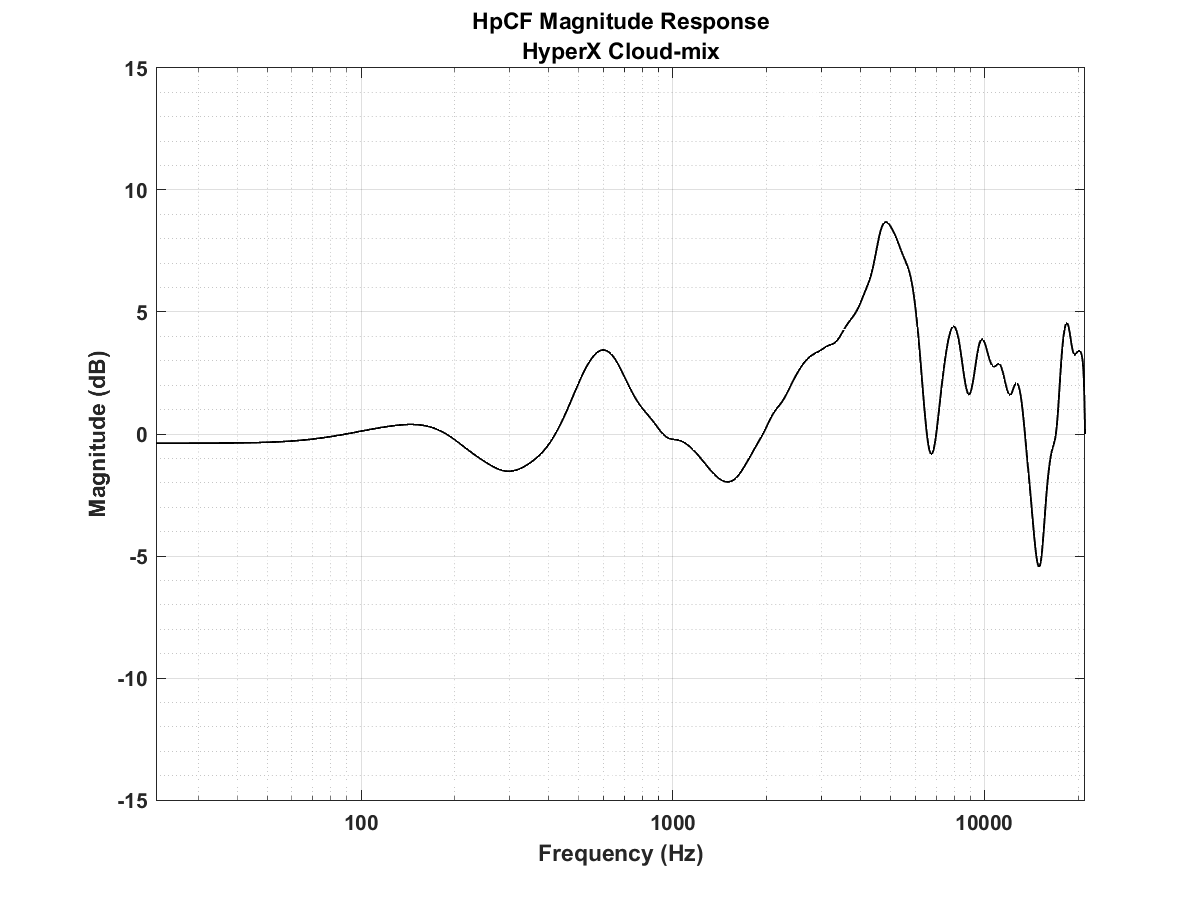 HpCF Magnitude Response
HyperX Cloud-mix
15
10
5
0
-5
-10
-15
Magnitude (dB)
100 1000 10000
Frequency (Hz)